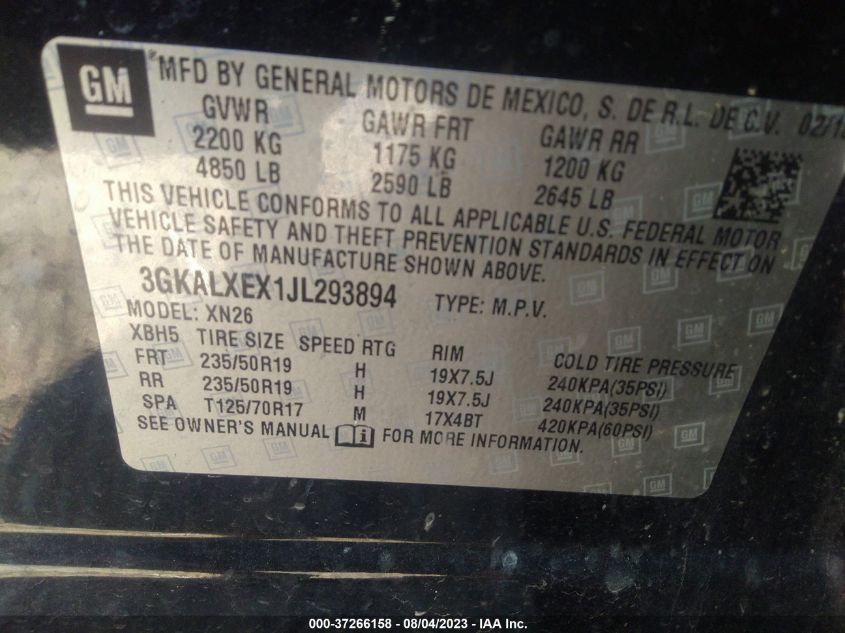 GM
MFD BY GENERAL MOTORS DE MEXICO, S. DE R.L. DE C.V. 02/18
GVWR GAWR FRT GAWR RR
2200 KG 1175 KG 1200 KG
4850 LB 2590 LB 2645 LB
THIS VEHICLE CONFORMS TO ALL APPLICABLE U.S. FEDERAL MOTOR
VEHICLE SAFETY AND THEFT PREVENTION STANDARDS IN EFFECT ON
THE DATE OF MANUFACTURE SHOWN ABOVE.
3GKALXEX1JL293894 TYPE: M.P.V.
MODEL: XN26
XBH5 TIRE SIZE SPEED RTG RIM COLD TIRE PRESSURE
FRT 235/50R19 H 19X7.5J 240KPA(35PSI)
RR 235/50R19 H 19X7.5J 240KPA(35PSI)
SPA T125/70R17 M 17X4BT 420KPA(60PSI)
SEE OWNER'S MANUAL i FOR MORE INFORMATION.
000-37266158 - 08/04/2023 - IAA Inc.